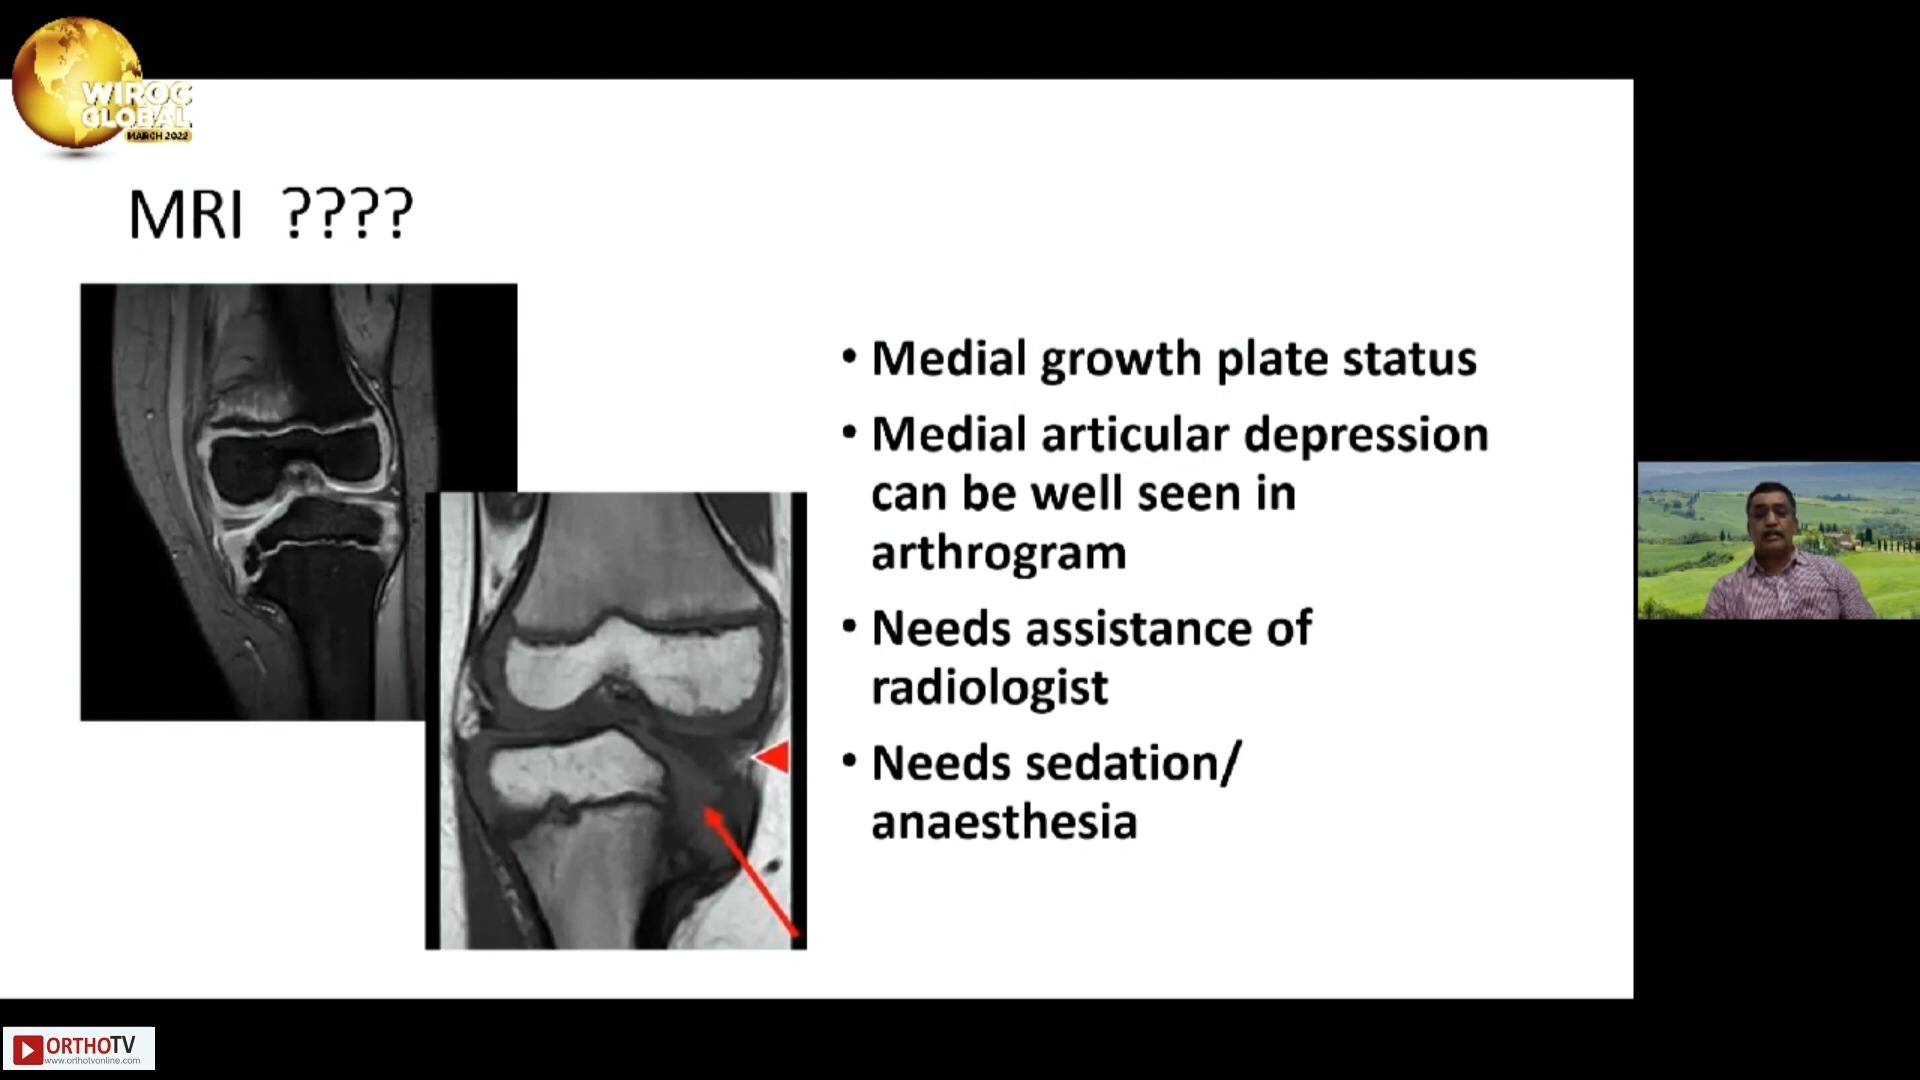 WIROC
GLOBAL
MARCH 2022
MRI ????
• Medial growth plate status
• Medial articular depression
can be well seen in
arthrogram
• Needs assistance of
radiologist
• Needs sedation/
anaesthesia
ORTHOTV
www.orthotvonline.com